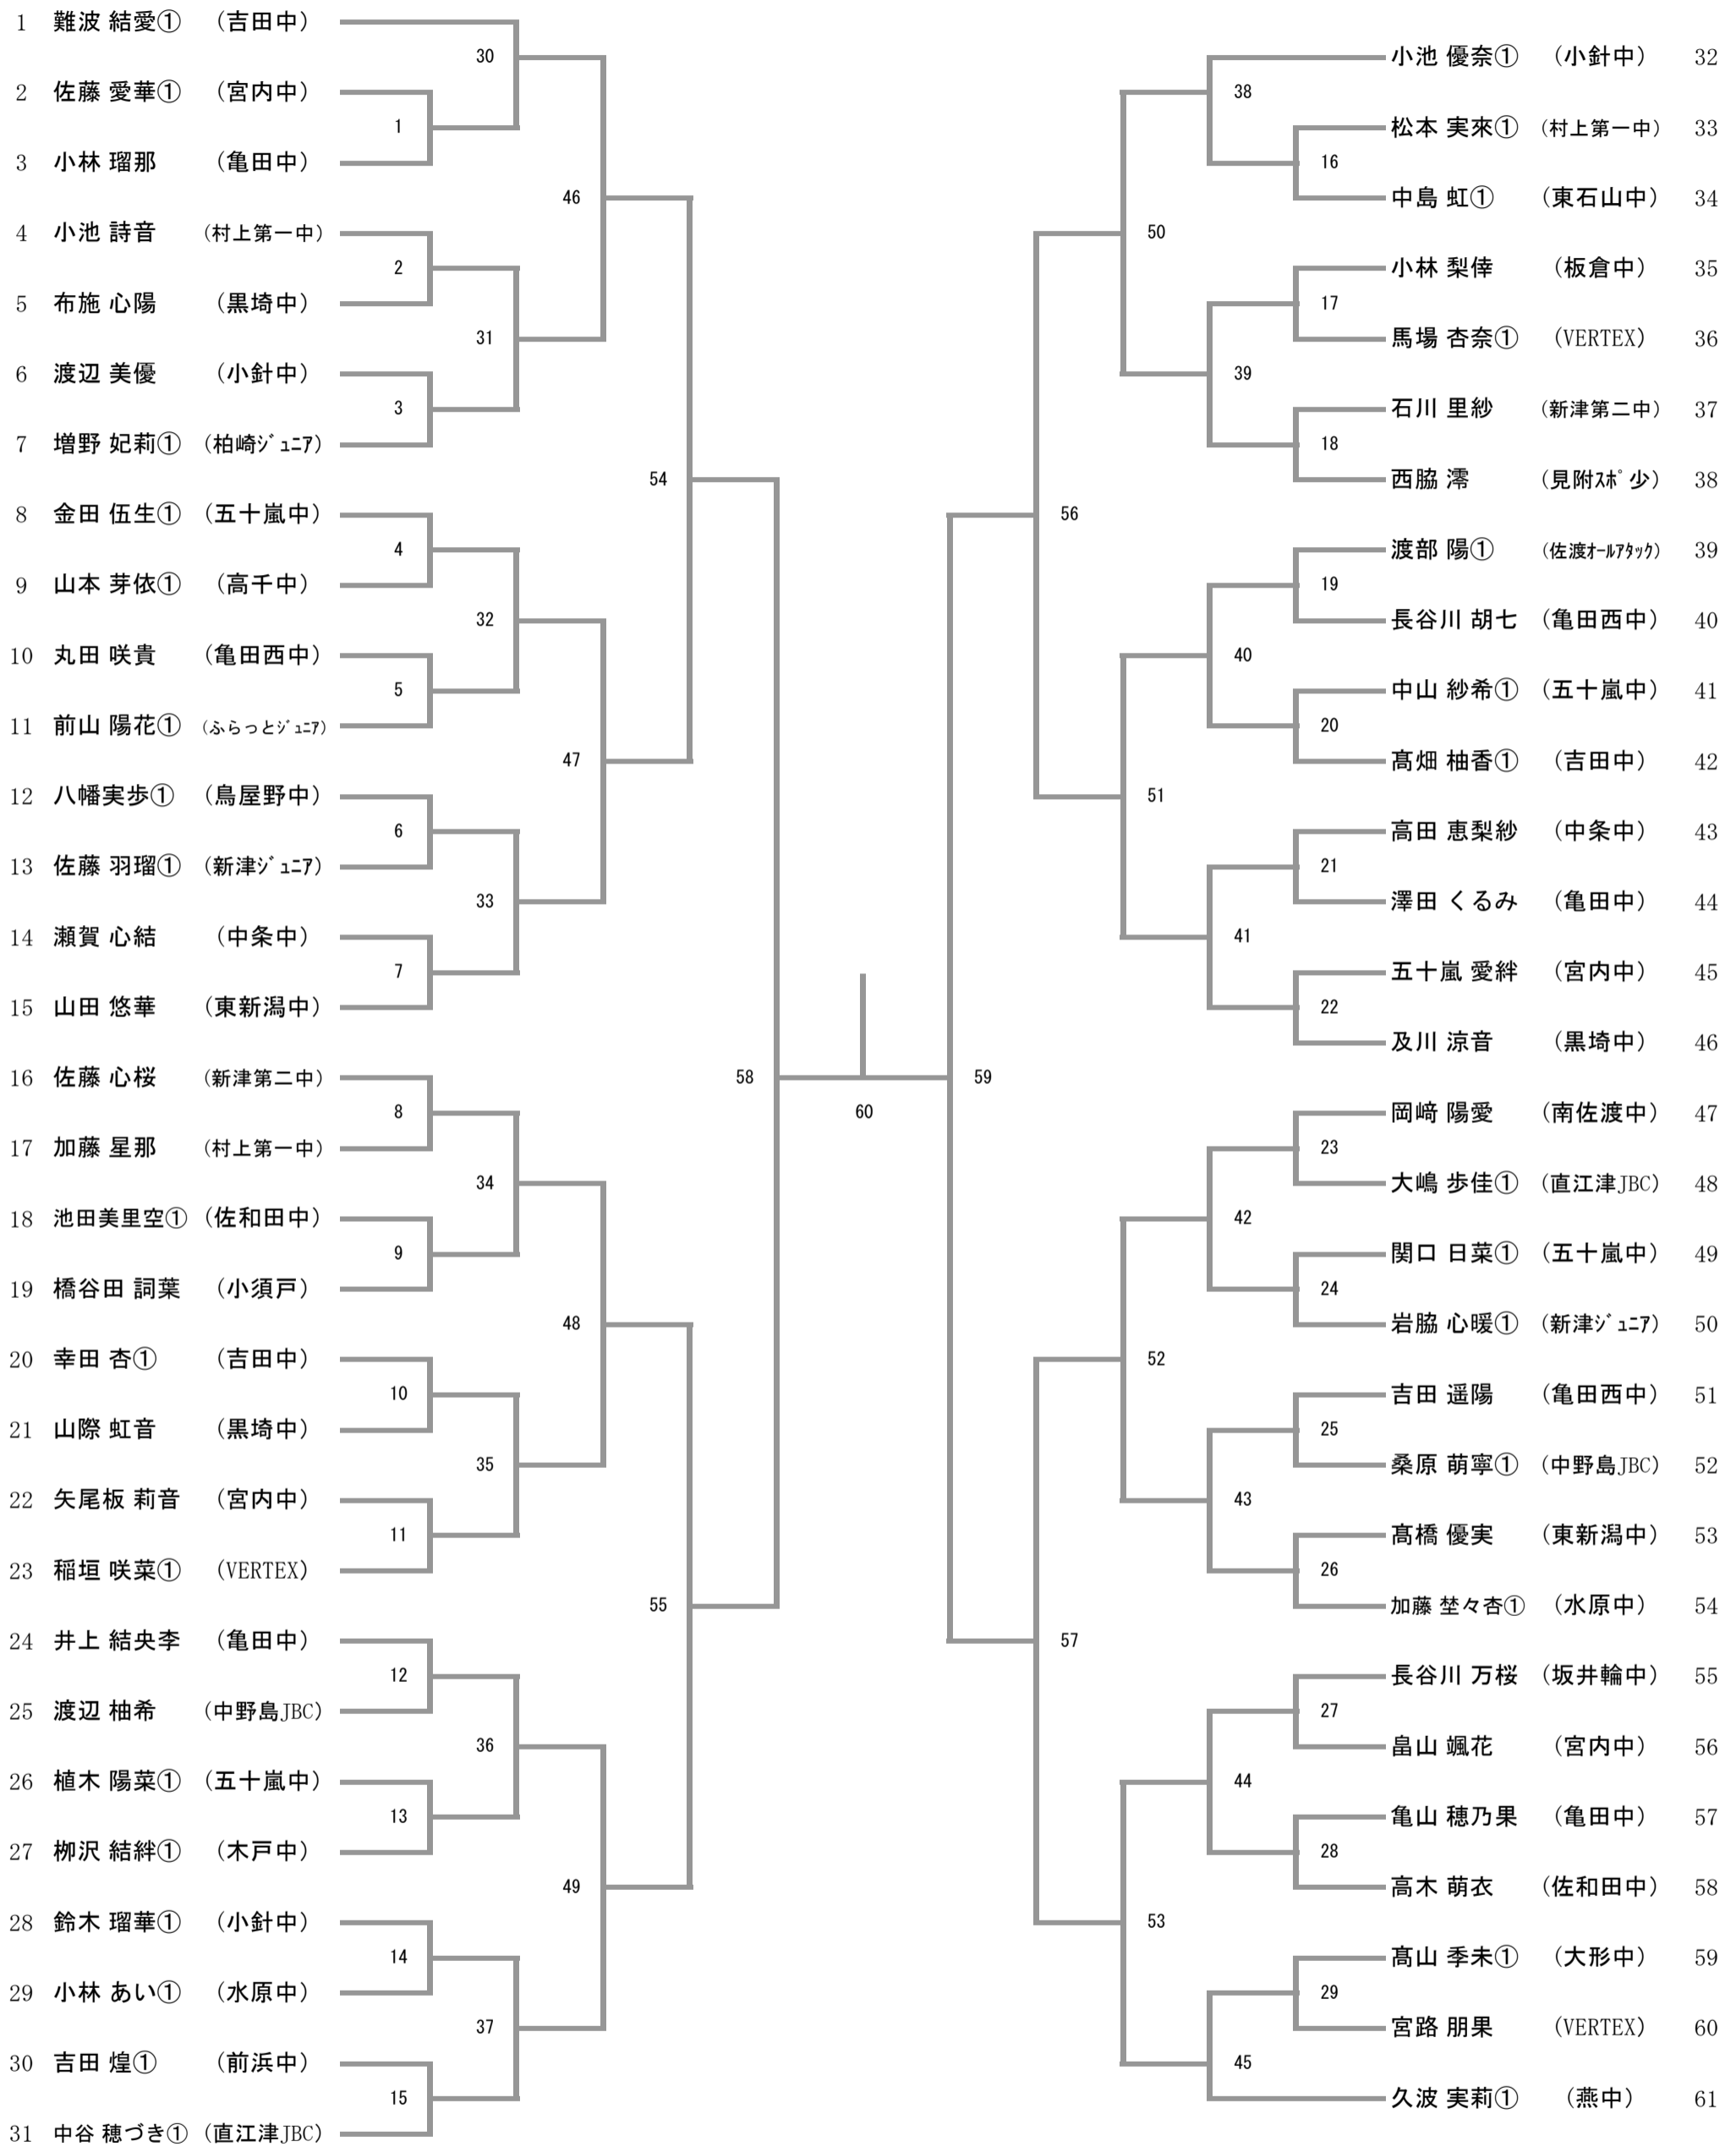 1 難波 結愛① (吉田中)
2 佐藤 愛華① (宮内中)
3 小林 瑠那 (亀田中)
4 小池 詩音 (村上第一中)
5 布施 心陽 (黒埼中)
6 渡辺 美優 (小針中)
7 増野 妃莉① (柏崎ｼﾞｭﾆｱ)
8 金田 伍生① (五十嵐中)
9 山本 芽依① (高千中)
10 丸田 咲貴 (亀田西中)
11 前山 陽花① (ふらっとｼﾞｭﾆｱ)
12 八幡実歩① (鳥屋野中)
13 佐藤 羽瑠① (新津ｼﾞｭﾆｱ)
14 瀬賀 心結 (中条中)
15 山田 悠華 (東新潟中)
16 佐藤 心桜 (新津第二中)
17 加藤 星那 (村上第一中)
18 池田美里空① (佐和田中)
19 橋谷田 詞葉 (小須戸)
20 幸田 杏① (吉田中)
21 山際 虹音 (黒埼中)
22 矢尾板 莉音 (宮内中)
23 稲垣 咲菜① (VERTEX)
24 井上 結央李 (亀田中)
25 渡辺 柚希 (中野島JBC)
26 植木 陽菜① (五十嵐中)
27 栁沢 結絆① (木戸中)
28 鈴木 瑠華① (小針中)
29 小林 あい① (水原中)
30 吉田 煌① (前浜中)
31 中谷 穂づき① (直江津JBC)
1
2
3
4
5
6
7
8
9
10
11
12
13
14
15
30
31
32
33
34
35
36
37
46
47
48
49
54
55
58
60
59
56
57
50
51
52
53
38
39
40
41
42
43
44
45
16
17
18
19
20
21
22
23
24
25
26
27
28
29
小池 優奈① (小針中) 32
松本 実來① (村上第一中) 33
中島 虹① (東石山中) 34
小林 梨倖 (板倉中) 35
馬場 杏奈① (VERTEX) 36
石川 里紗 (新津第二中) 37
西脇 澪 (見附ｽﾎﾟ少) 38
渡部 陽① (佐渡ｵｰﾙｱﾀｯｸ) 39
長谷川 胡七 (亀田西中) 40
中山 紗希① (五十嵐中) 41
髙畑 柚香① (吉田中) 42
高田 恵梨紗 (中条中) 43
澤田 くるみ (亀田中) 44
五十嵐 愛絆 (宮内中) 45
及川 涼音 (黒埼中) 46
岡﨑 陽愛 (南佐渡中) 47
大嶋 歩佳① (直江津JBC) 48
関口 日菜① (五十嵐中) 49
岩脇 心暖① (新津ｼﾞｭﾆｱ) 50
吉田 遥陽 (亀田西中) 51
桑原 萌寧① (中野島JBC) 52
髙橋 優実 (東新潟中) 53
加藤 埜々杏① (水原中) 54
長谷川 万桜 (坂井輪中) 55
畠山 颯花 (宮内中) 56
亀山 穂乃果 (亀田中) 57
高木 萌衣 (佐和田中) 58
髙山 季未① (大形中) 59
宮路 朋果 (VERTEX) 60
久波 実莉① (燕中) 61